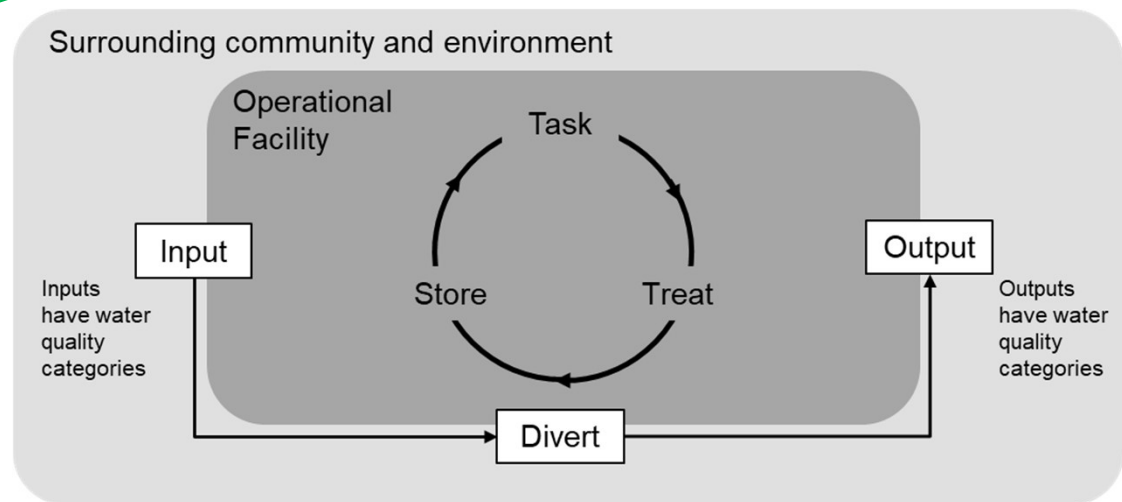 Surrounding community and environment
Operational
Facility
Task
Input
Output
Inputs
have water
quality
categories
Store
Treat
Outputs
have water
quality
categories
Divert